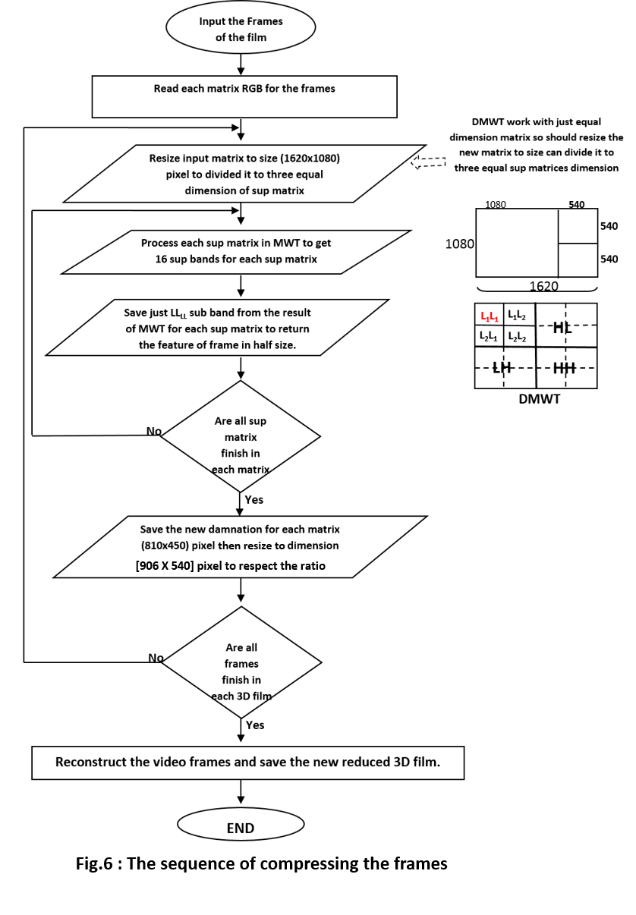 Input the Frames
of the film
Read each matrix RGB for the frames
Resize input matrix to size (1620x1080)
pixel to divided it to three equal
dimension of sup matrix
DMWT work with just equal
dimension matrix so should resize the
new matrix to size can divide it to
three equal sup matrices dimension
Process each sup matrix in MWT to get
16 sup bands for each sup matrix
1080 540
540
1080
540
1620
Save just LLLL sub band from the result
of MWT for each sup matrix to return
the feature of frame in half size.
L1L1 L1L2
HL
L2L1 L2L2
LH HH
DMWT
Are all sup
matrix
finish in
each matrix
No
Yes
Save the new damnation for each matrix
(810x450) pixel then resize to dimension
[906 X 540] pixel to respect the ratio
Are all
frames
finish in
each 3D film
No
Yes
Reconstruct the video frames and save the new reduced 3D film.
END
Fig.6 : The sequence of compressing the frames